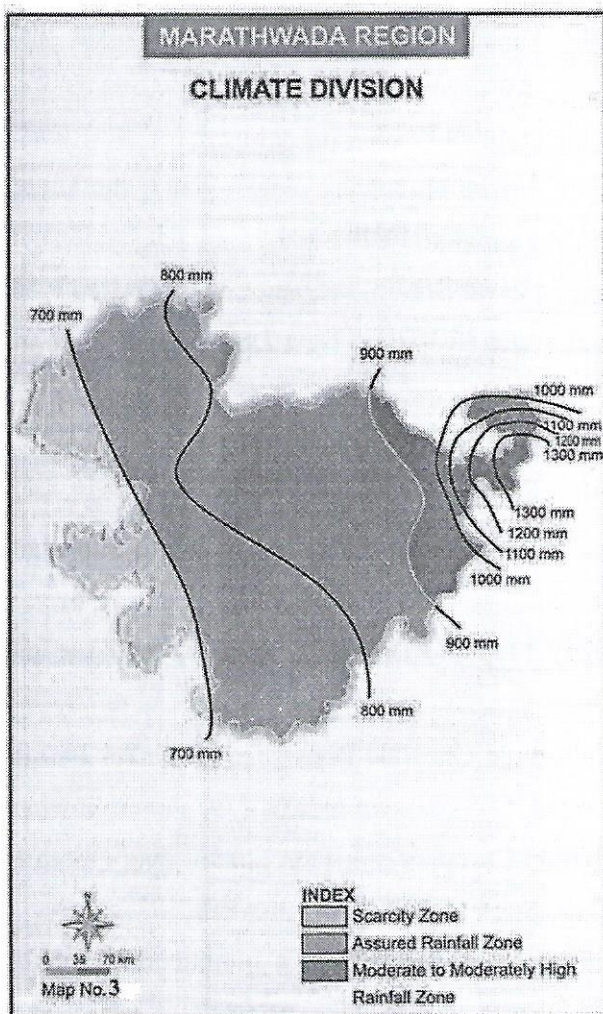 MARATHWADA REGION
CLIMATE DIVISION
800 mm
700 mm
900 mm
1000 mm
1100 mm
1200 mm
1300 mm
1300 mm
1200 mm
1100 mm
1000 mm
900 mm
800 mm
700 mm
N
0 35 70 km
Map No.3
INDEX
Scarcity Zone
Assured Rainfall Zone
Moderate to Moderately High
Rainfall Zone